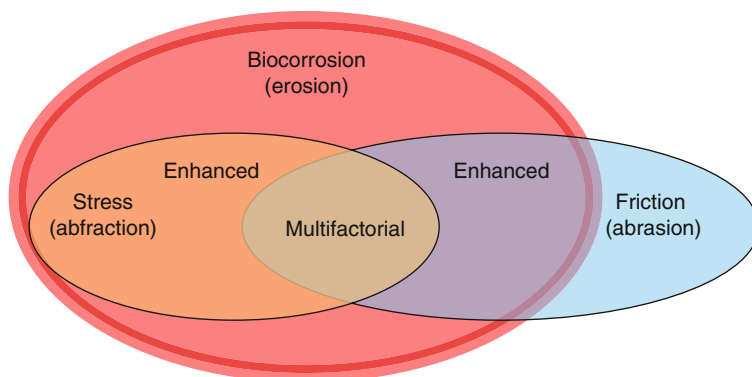 Biocorrosion
(erosion)
Enhanced
Enhanced
Stress
(abfraction)
Multifactorial
Friction
(abrasion)